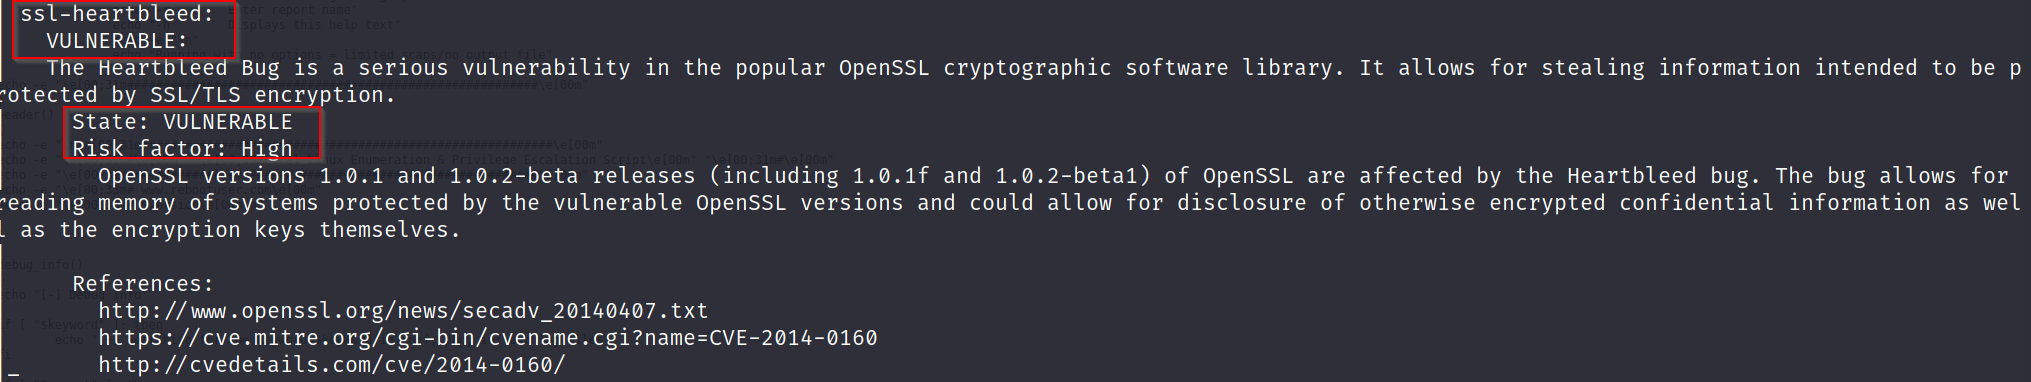 ssl-heartbleed:
VULNERABLE:
The Heartbleed Bug is a serious vulnerability in the popular OpenSSL cryptographic software library. It allows for stealing information intended to be p
rotected by SSL/TLS encryption.
State: VULNERABLE
Risk factor: High
OpenSSL versions 1.0.1 and 1.0.2-beta releases (including 1.0.1f and 1.0.2-beta1) of OpenSSL are affected by the Heartbleed bug. The bug allows for
reading memory of systems protected by the vulnerable OpenSSL versions and could allow for disclosure of otherwise encrypted confidential information as wel
l as the encryption keys themselves.
References:
http://www.openssl.org/news/secadv_20140407.txt
https://cve.mitre.org/cgi-bin/cvename.cgi?name=CVE-2014-0160
http://cvedetails.com/cve/2014-0160/